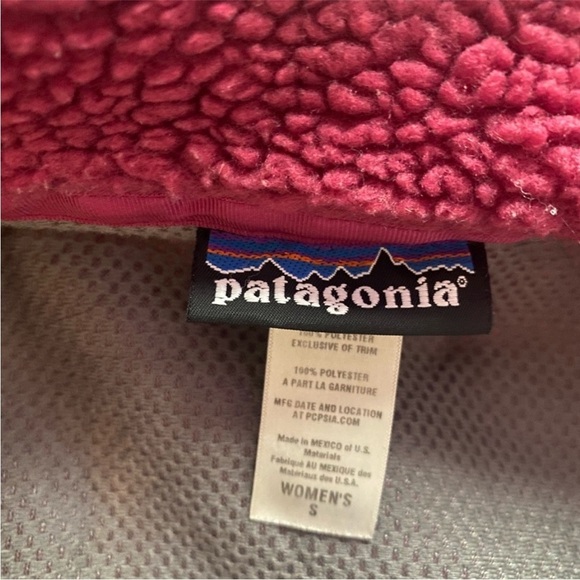 patagonia®
100% POLYESTER
EXCLUSIVE OF TRIM
100% POLYESTER
A PART LA GARNITURE
MFG DATE AND LOCATION
AT PCPSIA.COM
Made in MEXICO of U.S.
Materials
Fabriqué AU MEXIQUE des
Matériaux des U.S.
WOMEN'S
S